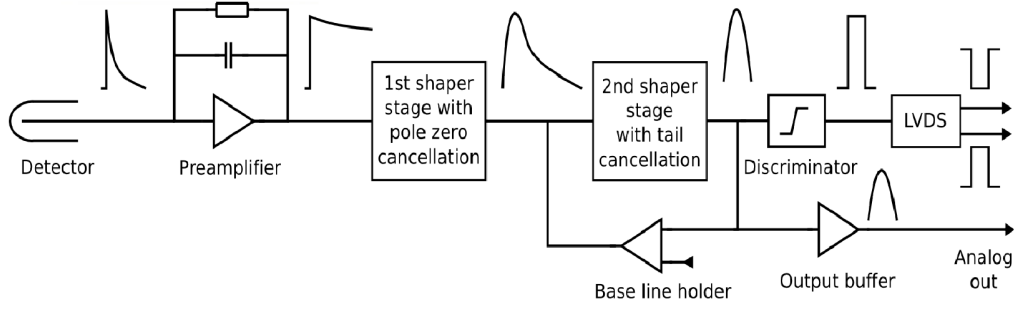 Detector
Preamplifier
1st shaper
stage with
pole zero
cancellation
2nd shaper
stage
with tail
cancellation
Discriminator
LVDS
Base line holder
Output buffer
Analog
out